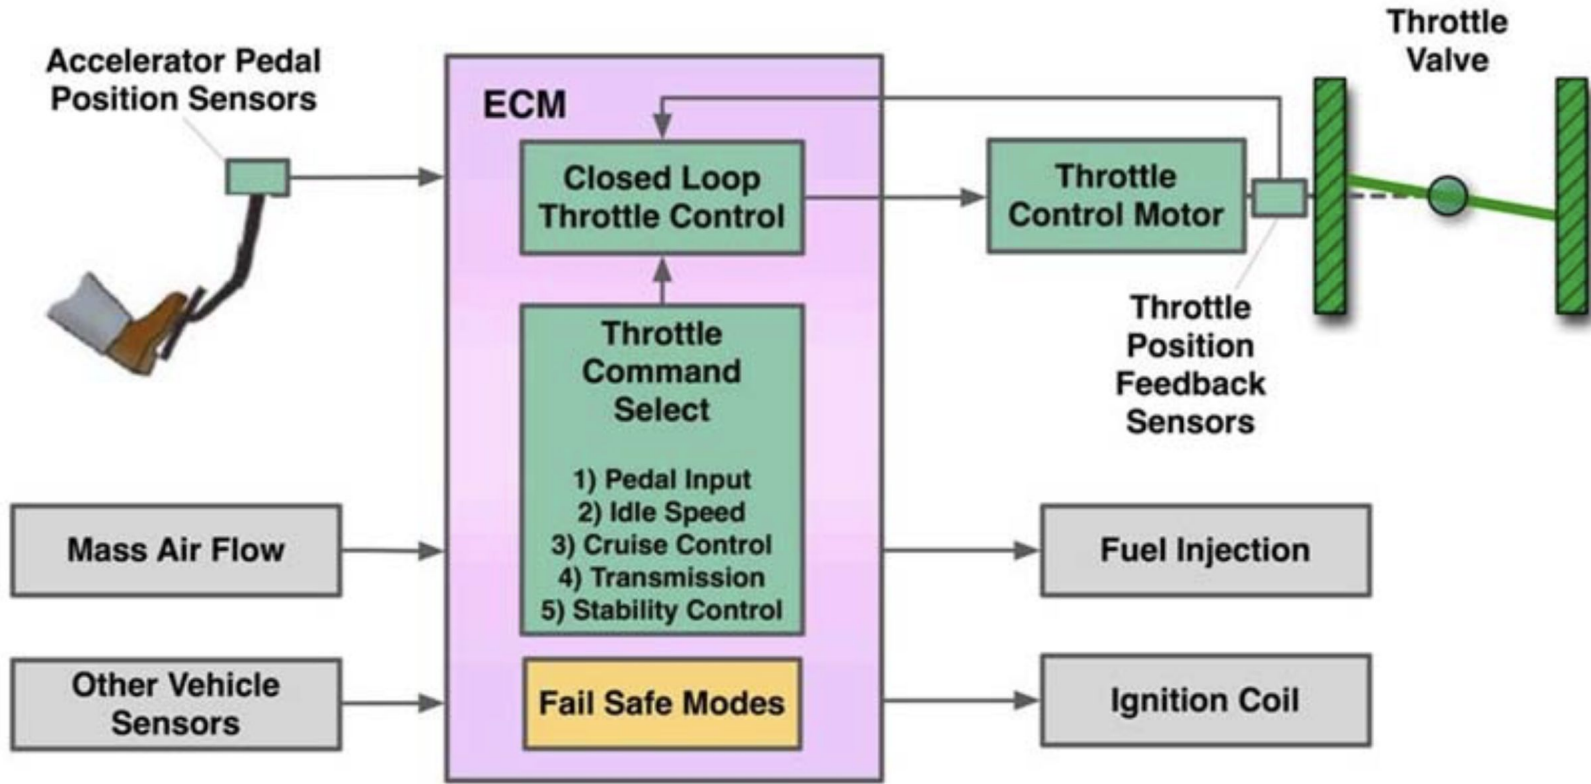 Accelerator Pedal
Position Sensors
ECM
Closed Loop
Throttle Control
Throttle
Command
Select
1) Pedal Input
2) Idle Speed
3) Cruise Control
4) Transmission
5) Stability Control
Fail Safe Modes
Mass Air Flow
Other Vehicle
Sensors
Throttle
Control Motor
Throttle
Valve
Throttle
Position
Feedback
Sensors
Fuel Injection
Ignition Coil